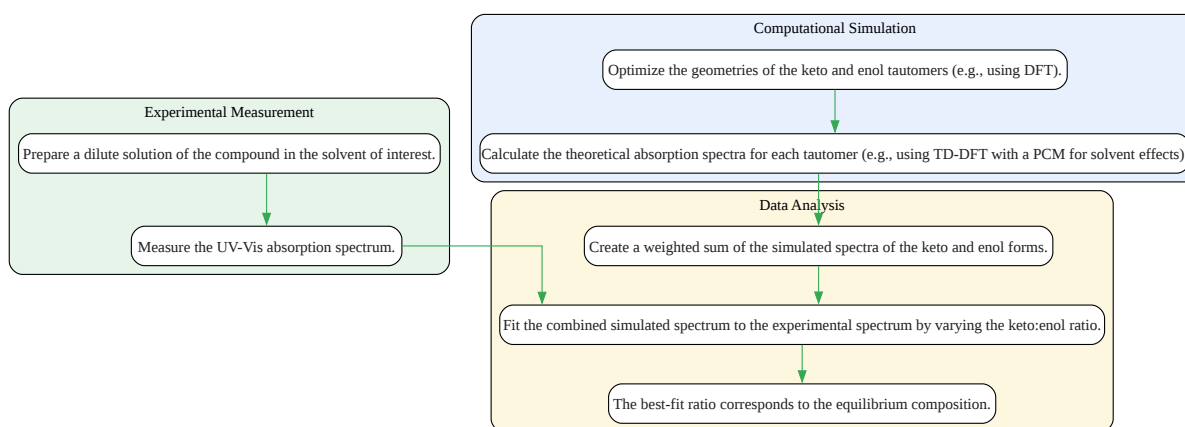 Computational Simulation
Optimize the geometries of the keto and enol tautomers (e.g., using DFT).
Calculate the theoretical absorption spectra for each tautomer (e.g., using TD-DFT with a PCM for solvent effects)
Experimental Measurement
Prepare a dilute solution of the compound in the solvent of interest.
Measure the UV-Vis absorption spectrum.
Data Analysis
Create a weighted sum of the simulated spectra of the keto and enol forms.
Fit the combined simulated spectrum to the experimental spectrum by varying the keto:enol ratio.
The best-fit ratio corresponds to the equilibrium composition.